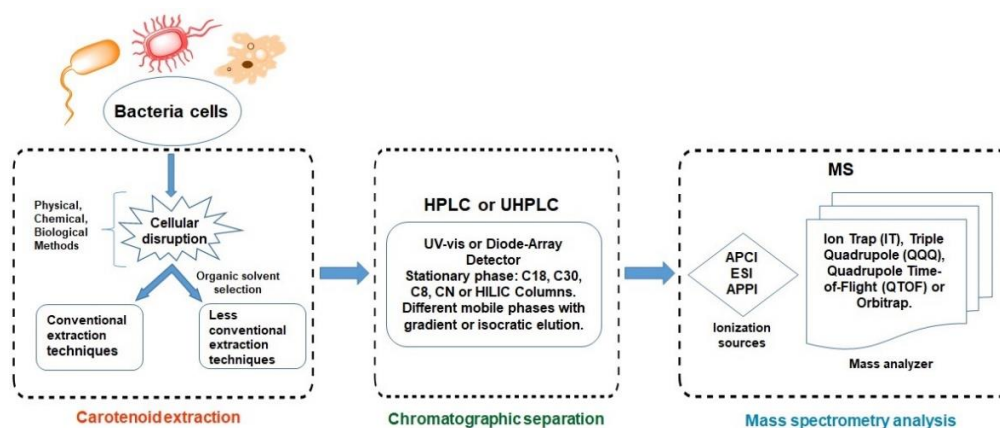 Bacteria cells
Physical,
Chemical,
Biological
Methods
Cellular
disruption
Organic solvent
selection
Conventional
extraction
techniques
Less
conventional
extraction
techniques
Carotenoid extraction
HPLC or UHPLC
UV-vis or Diode-Array
Detector
Stationary phase: C18, C30,
C8, CN or HILIC Columns.
Different mobile phases with
gradient or isocratic elution.
Chromatographic separation
MS
APCI
ESI
APPI
Ionization
sources
Ion Trap (IT), Triple
Quadrupole (QQQ),
Quadrupole Time-
of-Flight (QTOF) or
Orbitrap.
Mass analyzer
Mass spectrometry analysis